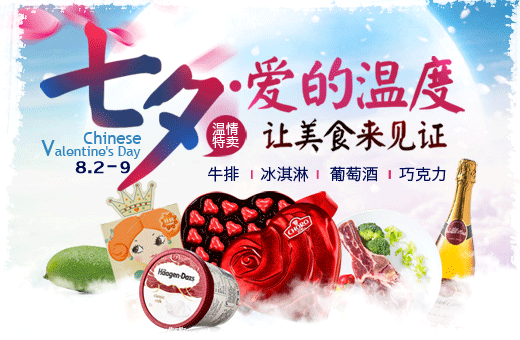 七夕·爱的温度
Chinese
Valentine's Day
8.2-9
温情
特卖
让美食来见证
牛排 | 冰淇淋 | 葡萄酒 | 巧克力
Häagen-Dazs